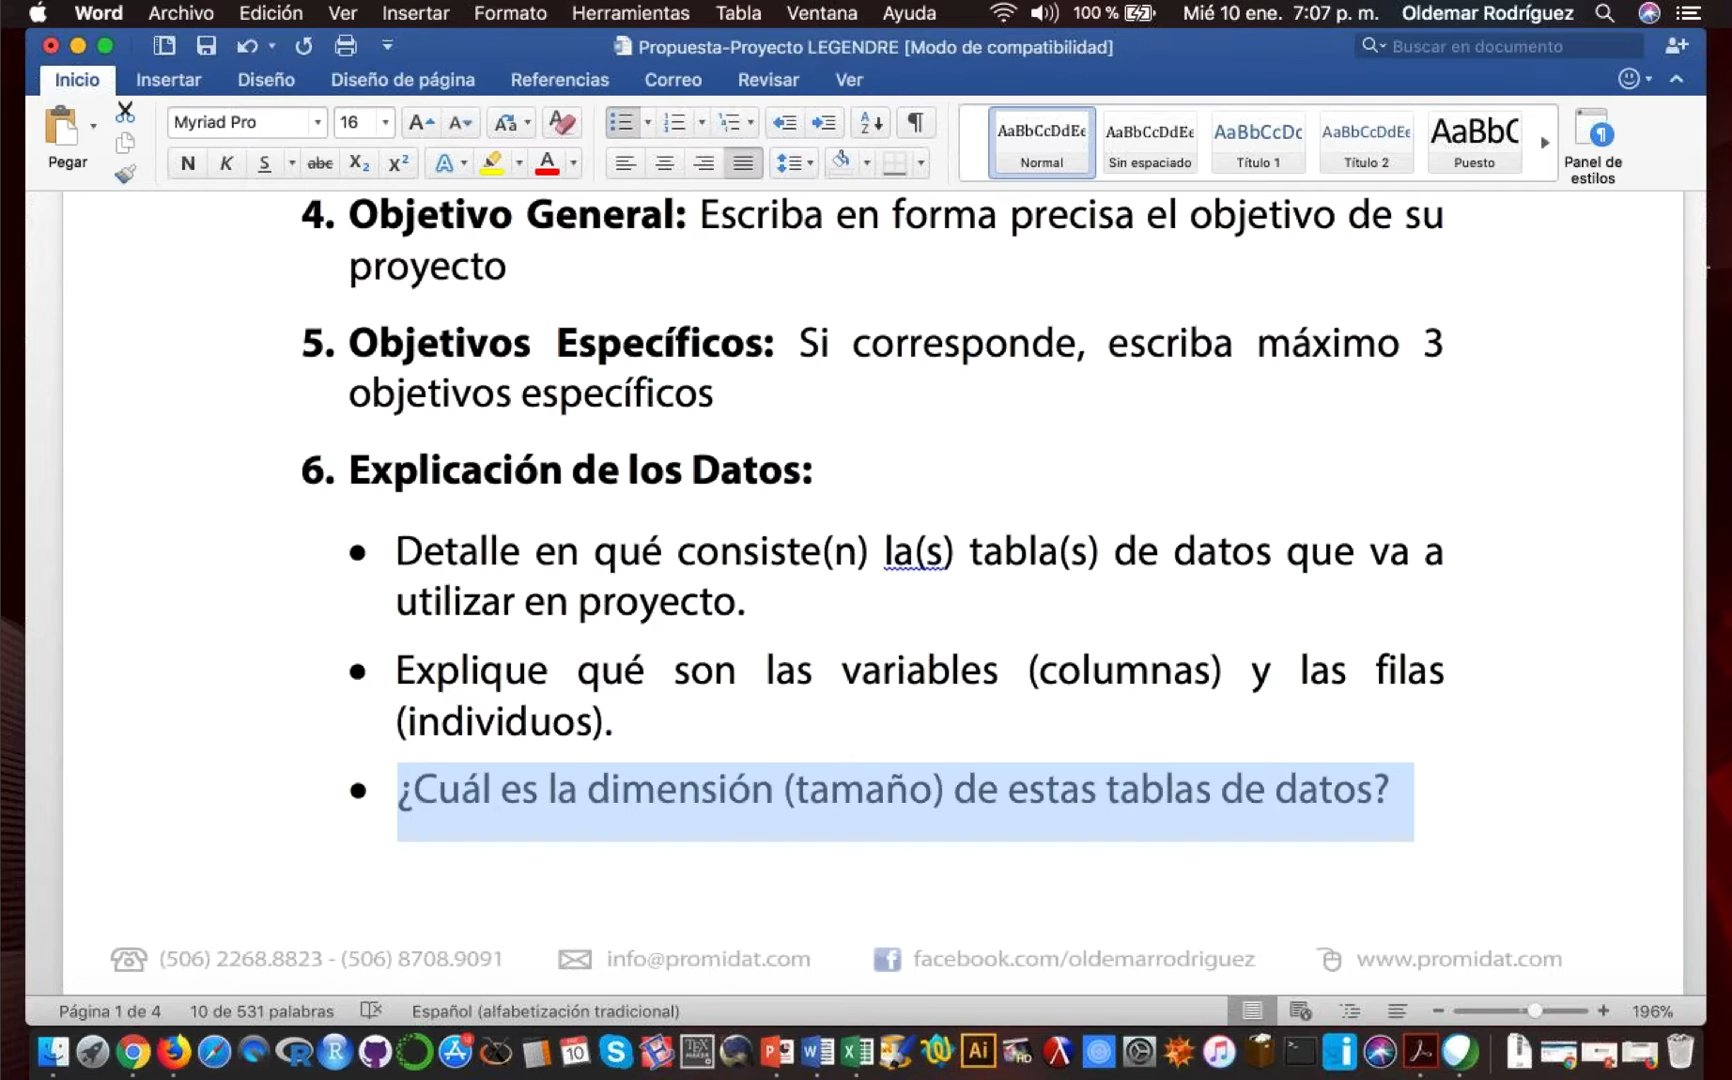 Word Archivo Edición Ver Insertar Formato Herramientas Tabla Ventana Ayuda 100 % Mié 10 ene. 7:07 p. m. Oldemar Rodríguez
Propuesta-Proyecto LEGENDRE [Modo de compatibilidad] Buscar en documento
Inicio Insertar Diseño Diseño de página Referencias Correo Revisar Ver
Pegar Myriad Pro 16 AaBbCcDdEe AaBbCcDdEe AaBbCcDc AaBbCcDdEe AaBbC
N K S abc X2 X2 A A Normal Sin espaciado Título 1 Título 2 Puesto Panel de estilos
4. Objetivo General: Escriba en forma precisa el objetivo de su
proyecto
5. Objetivos Específicos: Si corresponde, escriba máximo 3
objetivos específicos
6. Explicación de los Datos:
• Detalle en qué consiste(n) la(s) tabla(s) de datos que va a
utilizar en proyecto.
• Explique qué son las variables (columnas) y las filas
(individuos).
• ¿Cuál es la dimensión (tamaño) de estas tablas de datos?
(506) 2268.8823 - (506) 8708.9091 info@promidat.com facebook.com/oldemarrodriguez www.promidat.com
Página 1 de 4 10 de 531 palabras Español (alfabetización tradicional) 196%